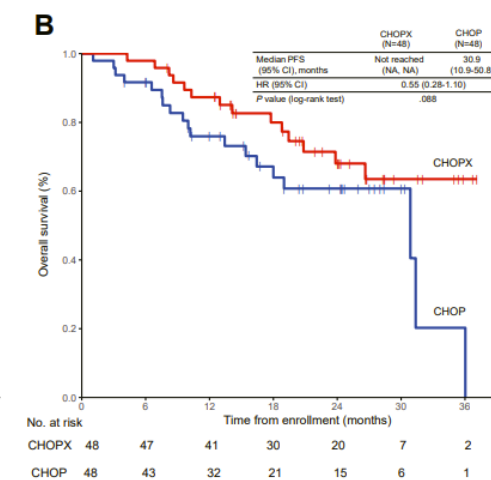 B
CHOPX CHOP
(N=48) (N=48)
Median PFS Not reached 30.9
(95% CI), months (NA, NA) (10.9-50.8
HR (95% CI) 0.55 (0.28-1.10)
P value (log-rank test) .088
Overall survival (%)
1.0
0.8
0.6
0.4
0.2
0.0
CHOPX
CHOP
0 6 12 18 24 30 36
Time from enrollment (months)
No. at risk
CHOPX 48 47 41 30 20 7 2
CHOP 48 43 32 21 15 6 1